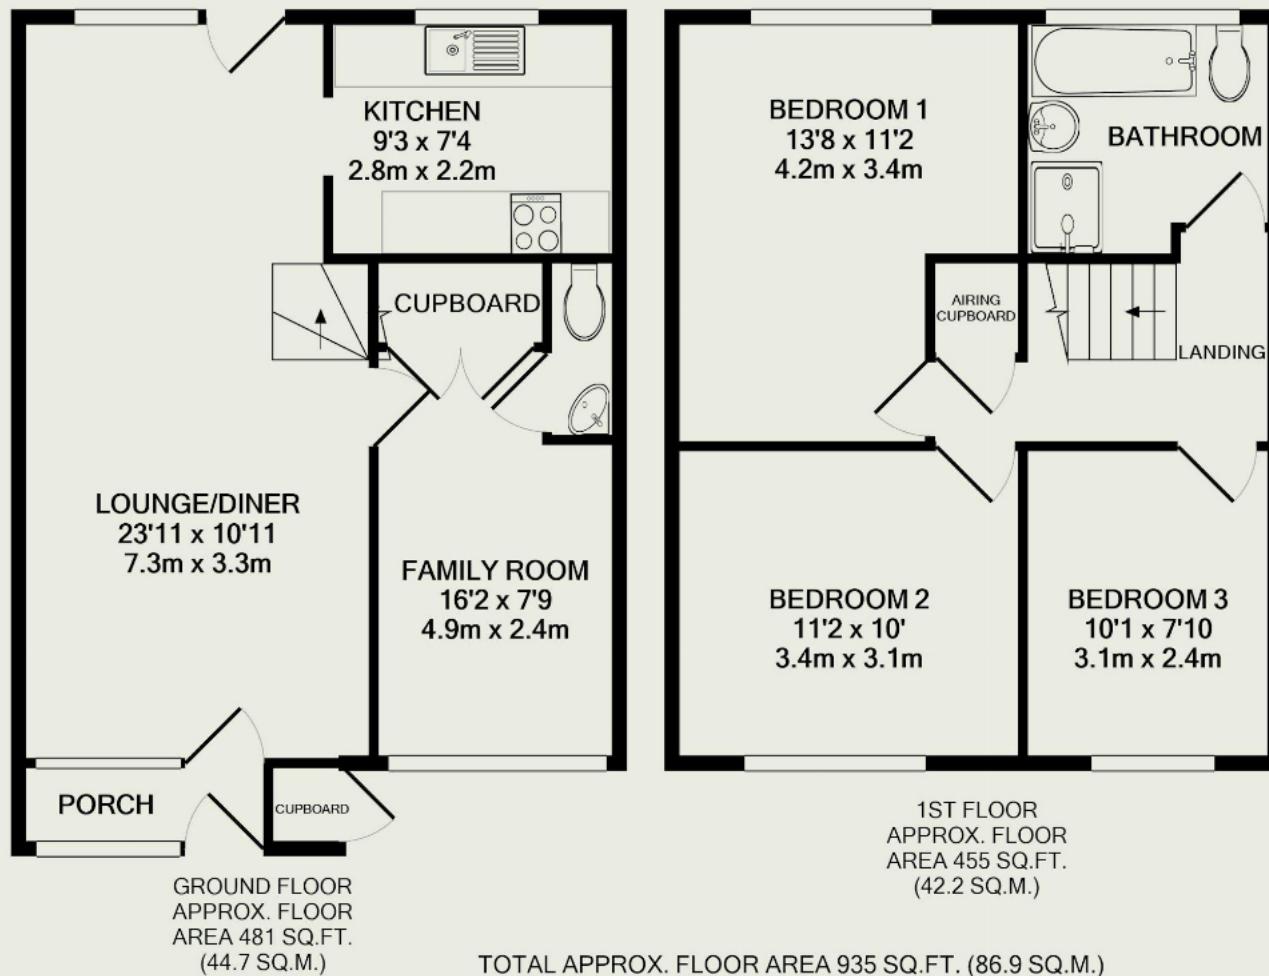 KITCHEN
9'3 x 7'4
2.8m x 2.2m
CUPBOARD
LOUNGE/DINER
23'11 x 10'11
7.3m x 3.3m
FAMILY ROOM
16'2 x 7'9
4.9m x 2.4m
PORCH
CUPBOARD
GROUND FLOOR
APPROX. FLOOR
AREA 481 SQ.FT.
(44.7 SQ.M.)
BEDROOM 1
13'8 x 11'2
4.2m x 3.4m
BATHROOM
AIRING
CUPBOARD
LANDING
BEDROOM 2
11'2 x 10'
3.4m x 3.1m
BEDROOM 3
10'1 x 7'10
3.1m x 2.4m
1ST FLOOR
APPROX. FLOOR
AREA 455 SQ.FT.
(42.2 SQ.M.)
TOTAL APPROX. FLOOR AREA 935 SQ.FT. (86.9 SQ.M.)